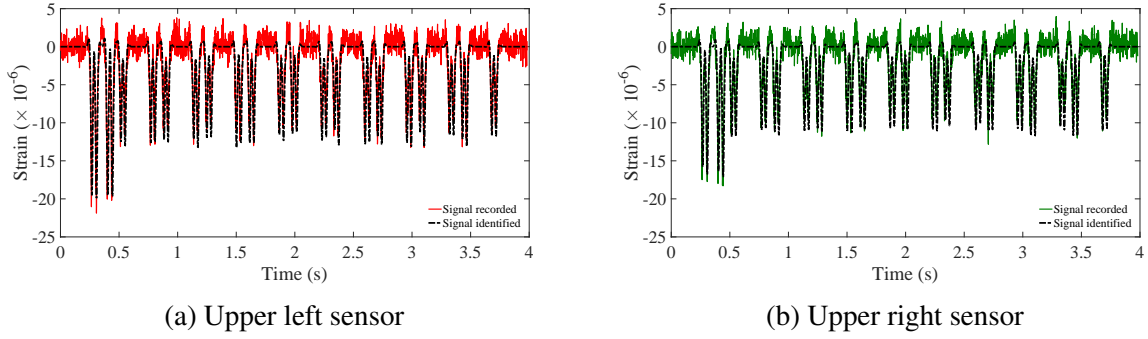 5
0
-5
-10
-15
-20
-25
Strain (× 10⁻⁶)
Signal recorded
Signal identified
0 0.5 1 1.5 2 2.5 3 3.5 4
Time (s)
(a) Upper left sensor
5
0
-5
-10
-15
-20
-25
Strain (× 10⁻⁶)
Signal recorded
Signal identified
0 0.5 1 1.5 2 2.5 3 3.5 4
Time (s)
(b) Upper right sensor